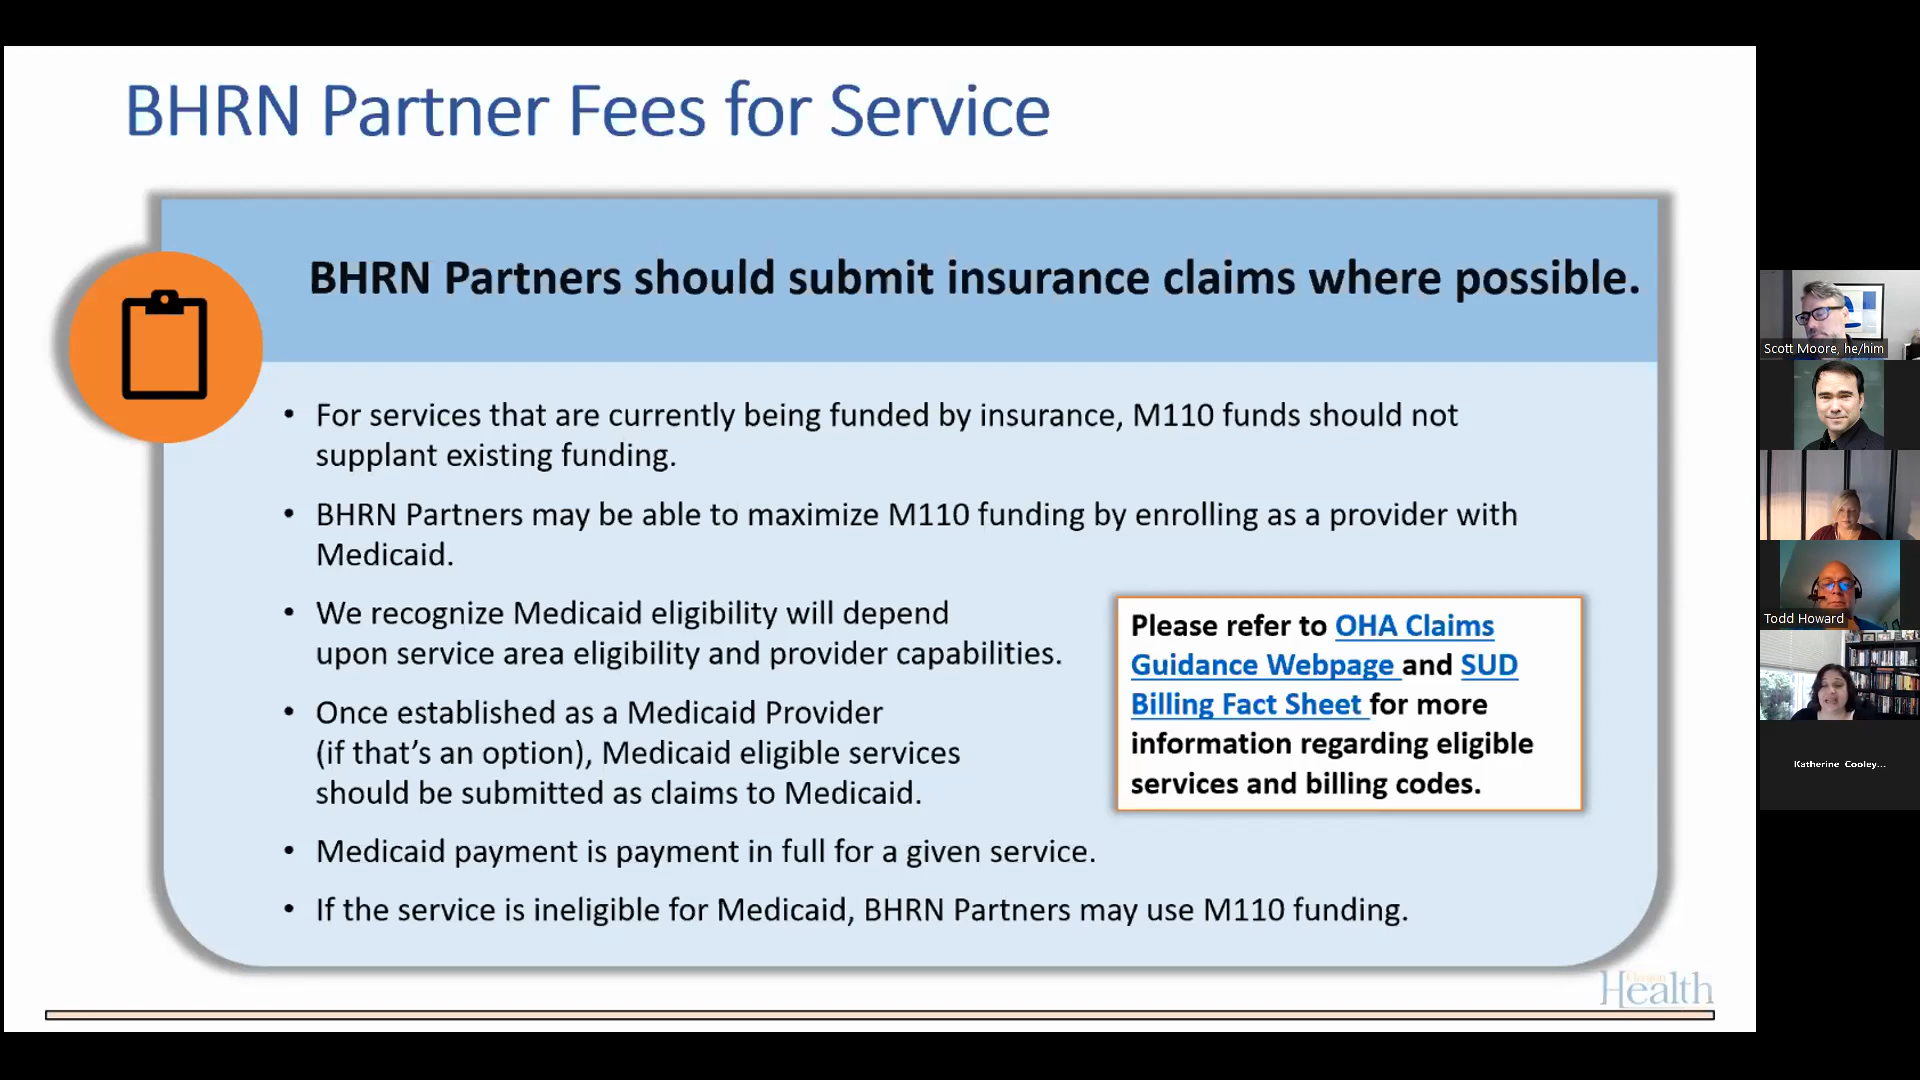 BHRN Partner Fees for Service
BHRN Partners should submit insurance claims where possible.
• For services that are currently being funded by insurance, M110 funds should not
supplant existing funding.
• BHRN Partners may be able to maximize M110 funding by enrolling as a provider with
Medicaid.
• We recognize Medicaid eligibility will depend
upon service area eligibility and provider capabilities.
• Once established as a Medicaid Provider
(if that’s an option), Medicaid eligible services
should be submitted as claims to Medicaid.
• Medicaid payment is payment in full for a given service.
• If the service is ineligible for Medicaid, BHRN Partners may use M110 funding.
Please refer to OHA Claims
Guidance Webpage and SUD
Billing Fact Sheet for more
information regarding eligible
services and billing codes.
Oregon
Health
Scott Moore, he/him
Todd Howard
Katherine Cooley...